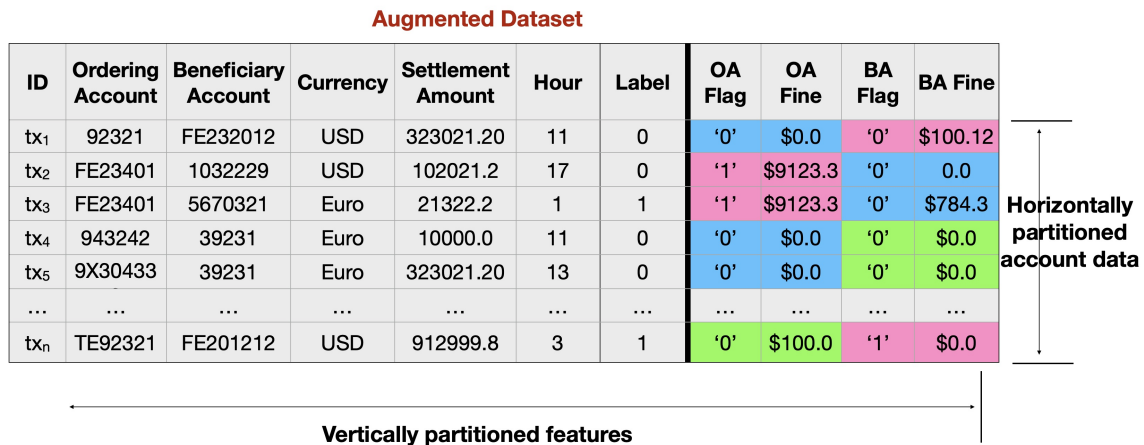 Augmented Dataset
ID Ordering Account Beneficiary Account Currency Settlement Amount Hour Label OA Flag OA Fine BA Flag BA Fine
tx1 92321 FE232012 USD 323021.20 11 0 ‘0’ $0.0 ‘0’ $100.12
tx2 FE23401 1032229 USD 102021.2 17 0 ‘1’ $9123.3 ‘0’ 0.0
tx3 FE23401 5670321 Euro 21322.2 1 1 ‘1’ $9123.3 ‘0’ $784.3
tx4 943242 39231 Euro 10000.0 11 0 ‘0’ $0.0 ‘0’ $0.0
tx5 9X30433 39231 Euro 323021.20 13 0 ‘0’ $0.0 ‘0’ $0.0
... ... ... ... ... ... ... ... ... ... ...
txn TE92321 FE201212 USD 912999.8 3 1 ‘0’ $100.0 ‘1’ $0.0
Horizontally
partitioned
account data
Vertically partitioned features